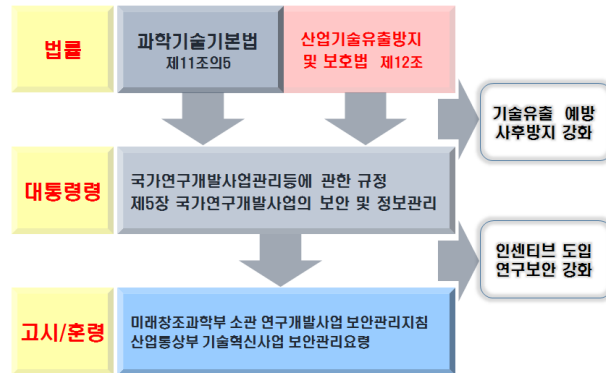 법률
과학기술기본법
제11조의5
산업기술유출방지
및 보호법 제12조
기술유출 예방
사후방지 강화
대통령령
국가연구개발사업관리등에 관한 규정
제5장 국가연구개발사업의 보안 및 정보관리
인센티브 도입
연구보안 강화
고시/훈령
미래창조과학부 소관 연구개발사업 보안관리지침
산업통상부 기술혁신사업 보안관리요령